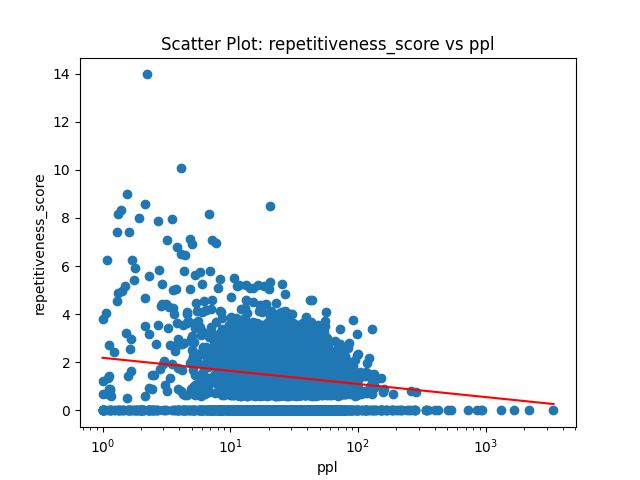 Scatter Plot: repetitiveness_score vs ppl
14
12
10
8
6
4
2
0
repetitiveness_score
10⁰ 10¹ 10² 10³
ppl